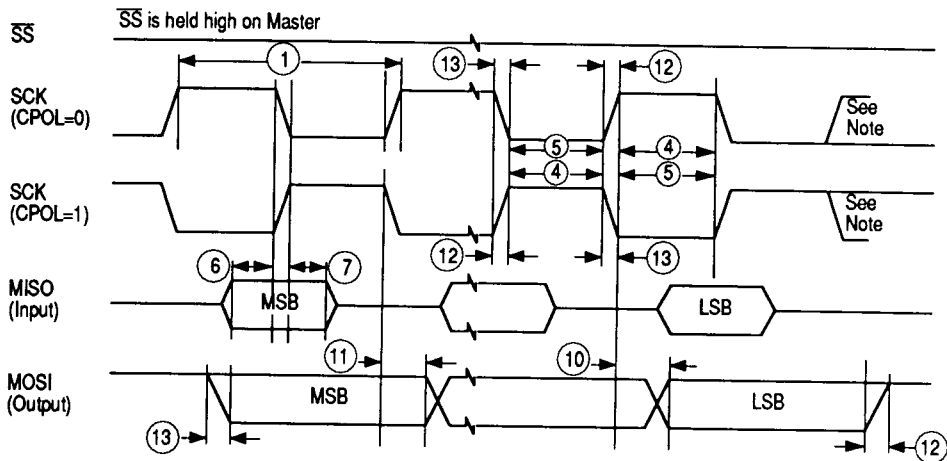 SS SS is held high on Master
1 13 12
SCK
(CPOL=0)
See
Note
5 4
4 5
SCK
(CPOL=1)
See
Note
12 13
6 7
MISO
(Input)
MSB LSB
11 10
MOSI
(Output)
MSB LSB
13 12